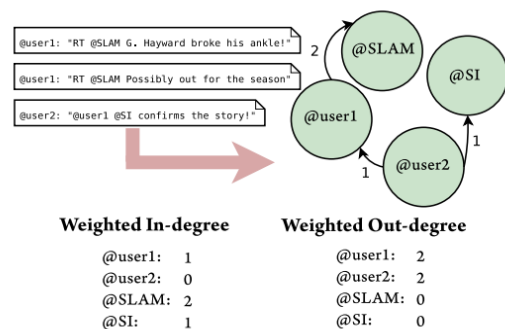 @user1: "RT @SLAM G. Hayward broke his ankle!"
@user1: "RT @SLAM Possibly out for the season"
@user2: "@user1 @SI confirms the story!"
2
@SLAM
@SI
@user1
1
@user2
1
Weighted In-degree
@user1: 1
@user2: 0
@SLAM: 2
@SI: 1
Weighted Out-degree
@user1: 2
@user2: 2
@SLAM: 0
@SI: 0